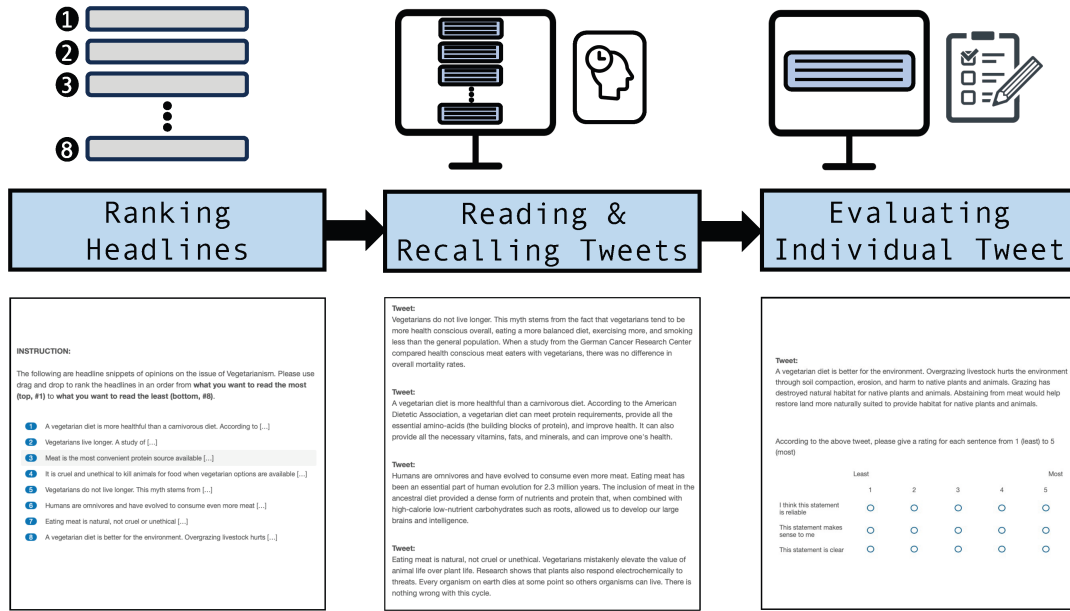 1
2
3
8
Ranking
Headlines
Reading &
Recalling Tweets
Evaluating
Individual Tweet
INSTRUCTION:
The following are headline snippets of opinions on the issue of Vegetarianism. Please use
drag and drop to rank the headlines in an order from what you want to read the most
(top, #1) to what you want to read the least (bottom, #8).
1 A vegetarian diet is more healthful than a carnivorous diet. According to [...]
2 Vegetarians live longer. A study of [...]
3 Meat is the most convenient protein source available [...]
4 It is cruel and unethical to kill animals for food when vegetarian options are available [...]
5 Vegetarians do not live longer. This myth stems from [...]
6 Humans are omnivores and have evolved to consume even more meat [...]
7 Eating meat is natural, not cruel or unethical [...]
8 A vegetarian diet is better for the environment. Overgrazing livestock hurts [...]
Tweet:
Vegetarians do not live longer. This myth stems from the fact that vegetarians tend to be
more health conscious overall, eating a more balanced diet, exercising more, and smoking
less than the general population. When a study from the German Cancer Research Center
compared health conscious meat eaters with vegetarians, there was no difference in
overall mortality rates.
Tweet:
A vegetarian diet is more healthful than a carnivorous diet. According to the American
Dietetic Association, a vegetarian diet can meet protein requirements, provide all the
essential amino-acids (the building blocks of protein), and improve health. It can also
provide all the necessary vitamins, fats, and minerals, and can improve one's health.
Tweet:
Humans are omnivores and have evolved to consume even more meat. Eating meat has
been an essential part of human evolution for 2.3 million years. The inclusion of meat in the
ancestral diet provided a dense form of nutrients and protein that, when combined with
high-calorie low-nutrient carbohydrates such as roots, allowed us to develop our large
brains and intelligence.
Tweet:
Eating meat is natural, not cruel or unethical. Vegetarians mistakenly elevate the value of
animal life over plant life. Research shows that plants also respond electrochemically to
threats. Every organism on earth dies at some point so others organisms can live. There is
nothing wrong with this cycle.
Tweet:
A vegetarian diet is better for the environment. Overgrazing livestock hurts the environment
through soil compaction, erosion, and harm to native plants and animals. Grazing has
destroyed natural habitat for native plants and animals. Abstaining from meat would help
restore land more naturally suited to provide habitat for native plants and animals.
According to the above tweet, please give a rating for each sentence from 1 (least) to 5
(most)
Least Most
1 2 3 4 5
I think this statement
is reliable
This statement makes
sense to me
This statement is clear